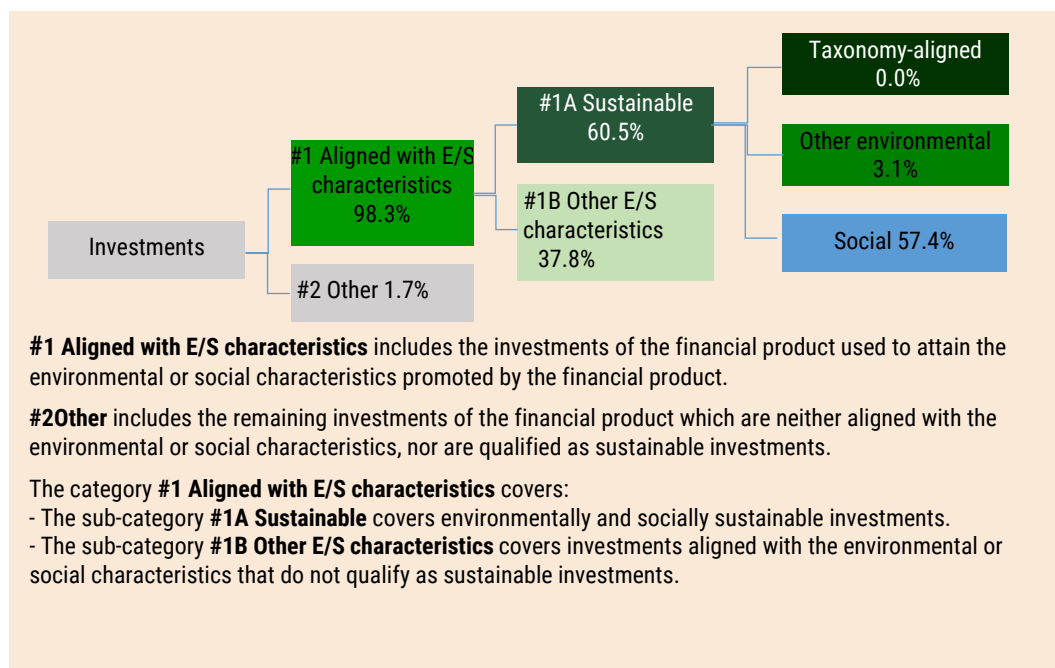 Taxonomy-aligned
0.0%
#1A Sustainable
60.5%
Other environmental
3.1%
#1 Aligned with E/S
characteristics
98.3%
#1B Other E/S
characteristics
37.8%
Investments
Social 57.4%
#2 Other 1.7%
#1 Aligned with E/S characteristics includes the investments of the financial product used to attain the
environmental or social characteristics promoted by the financial product.
#2Other includes the remaining investments of the financial product which are neither aligned with the
environmental or social characteristics, nor are qualified as sustainable investments.
The category #1 Aligned with E/S characteristics covers:
- The sub-category #1A Sustainable covers environmentally and socially sustainable investments.
- The sub-category #1B Other E/S characteristics covers investments aligned with the environmental or
social characteristics that do not qualify as sustainable investments.